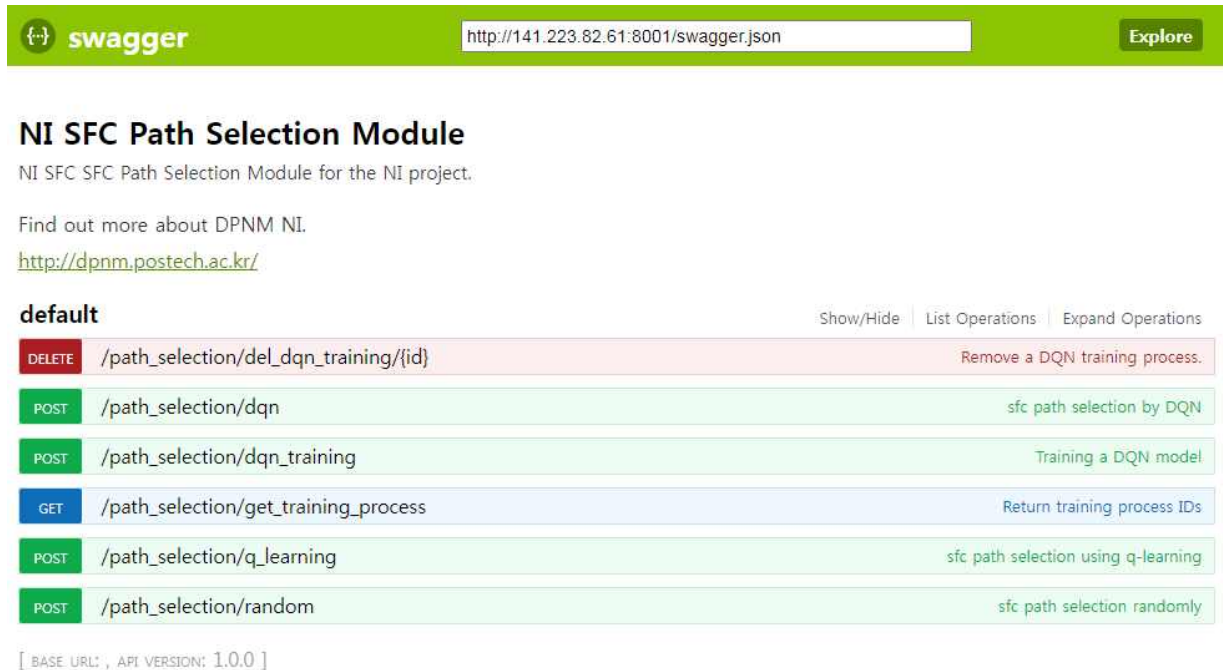 {···} swagger http://141.223.82.61:8001/swagger.json Explore
NI SFC Path Selection Module
NI SFC SFC Path Selection Module for the NI project.
Find out more about DPNM NI.
http://dpnm.postech.ac.kr/
default Show/Hide List Operations Expand Operations
DELETE /path_selection/del_dqn_training/{id} Remove a DQN training process.
POST /path_selection/dqn sfc path selection by DQN
POST /path_selection/dqn_training Training a DQN model
GET /path_selection/get_training_process Return training process IDs
POST /path_selection/q_learning sfc path selection using q-learning
POST /path_selection/random sfc path selection randomly
[ BASE URL: , API VERSION: 1.0.0 ]